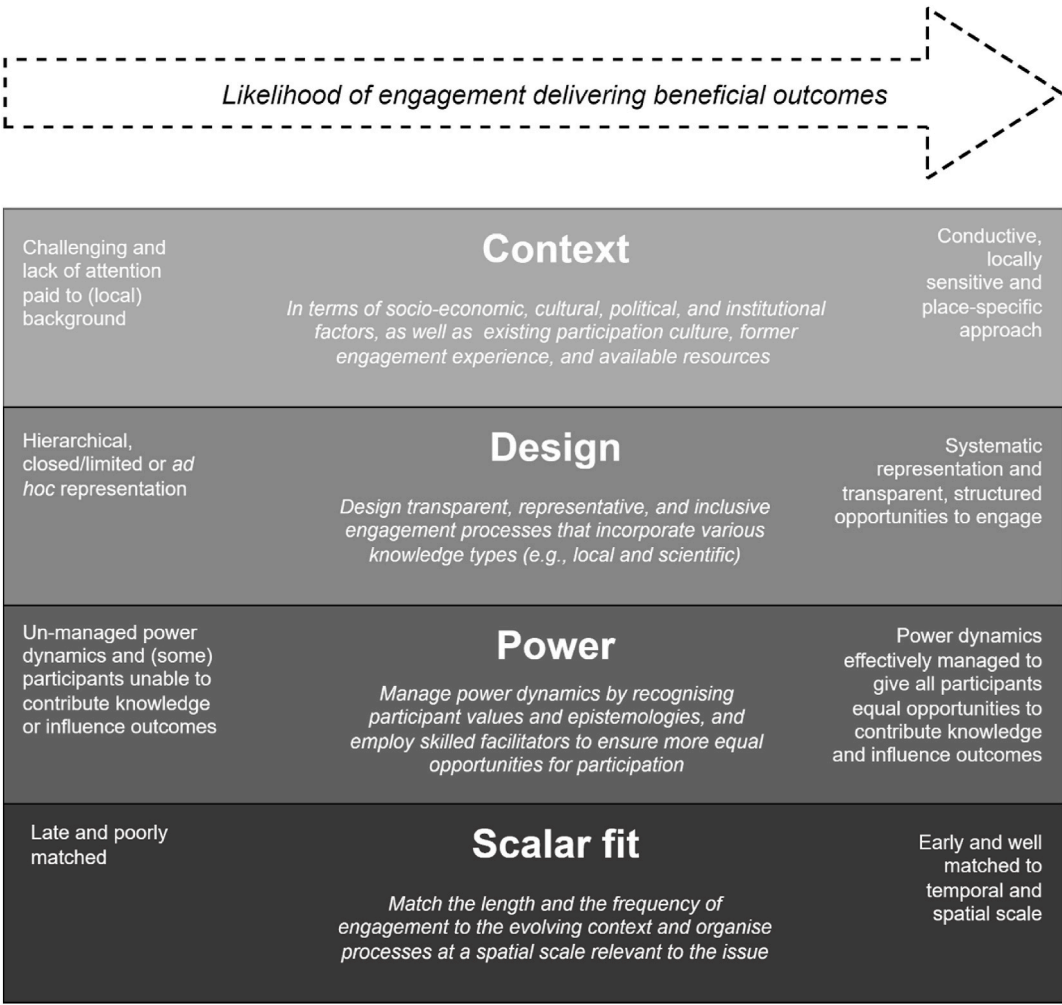 Likelihood of engagement delivering beneficial outcomes
Challenging and
lack of attention
paid to (local)
background
Context
In terms of socio-economic, cultural, political, and institutional
factors, as well as existing participation culture, former
engagement experience, and available resources
Conductive,
locally
sensitive and
place-specific
approach
Hierarchical,
closed/limited or ad
hoc representation
Design
Design transparent, representative, and inclusive
engagement processes that incorporate various
knowledge types (e.g., local and scientific)
Systematic
representation and
transparent, structured
opportunities to engage
Un-managed power
dynamics and (some)
participants unable to
contribute knowledge
or influence outcomes
Power
Manage power dynamics by recognising
participant values and epistemologies, and
employ skilled facilitators to ensure more equal
opportunities for participation
Power dynamics
effectively managed to
give all participants
equal opportunities to
contribute knowledge
and influence outcomes
Late and poorly
matched
Scalar fit
Match the length and the frequency of
engagement to the evolving context and organise
processes at a spatial scale relevant to the issue
Early and well
matched to
temporal and
spatial scale